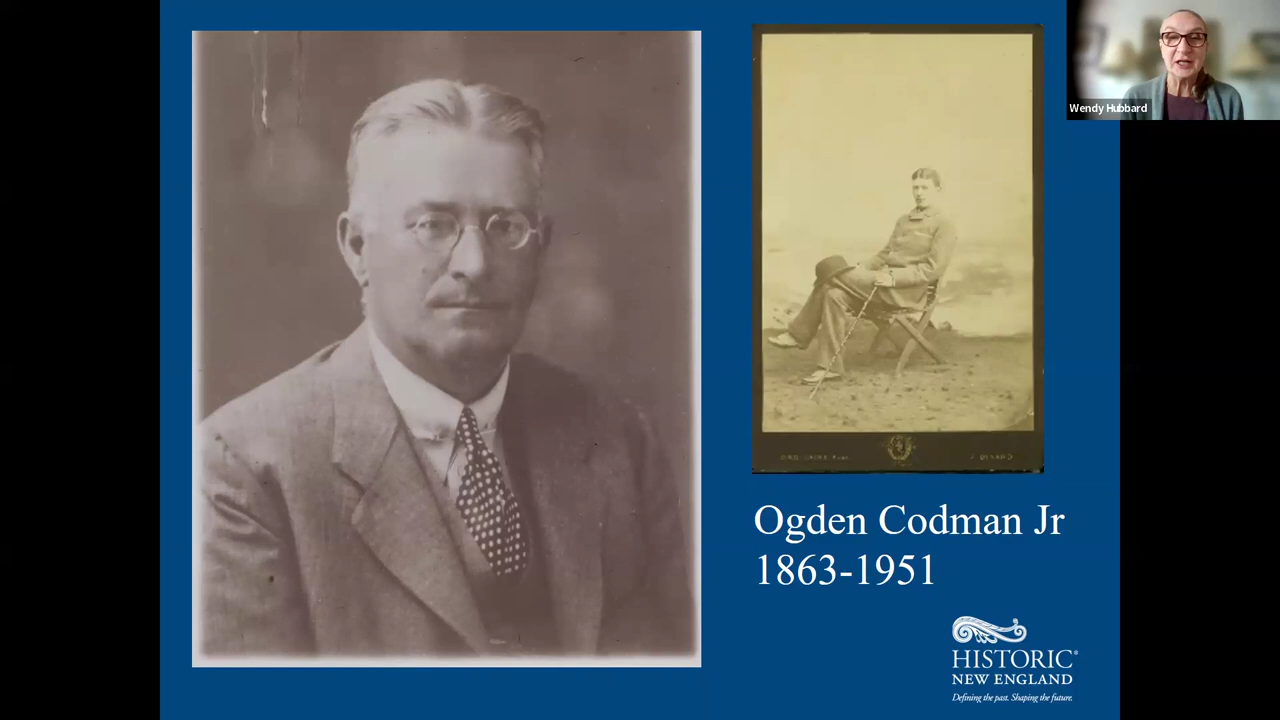 Wendy Hubbard
Ogden Codman Jr
1863-1951
HISTORIC®
NEW ENGLAND
Defining the past. Shaping the future.